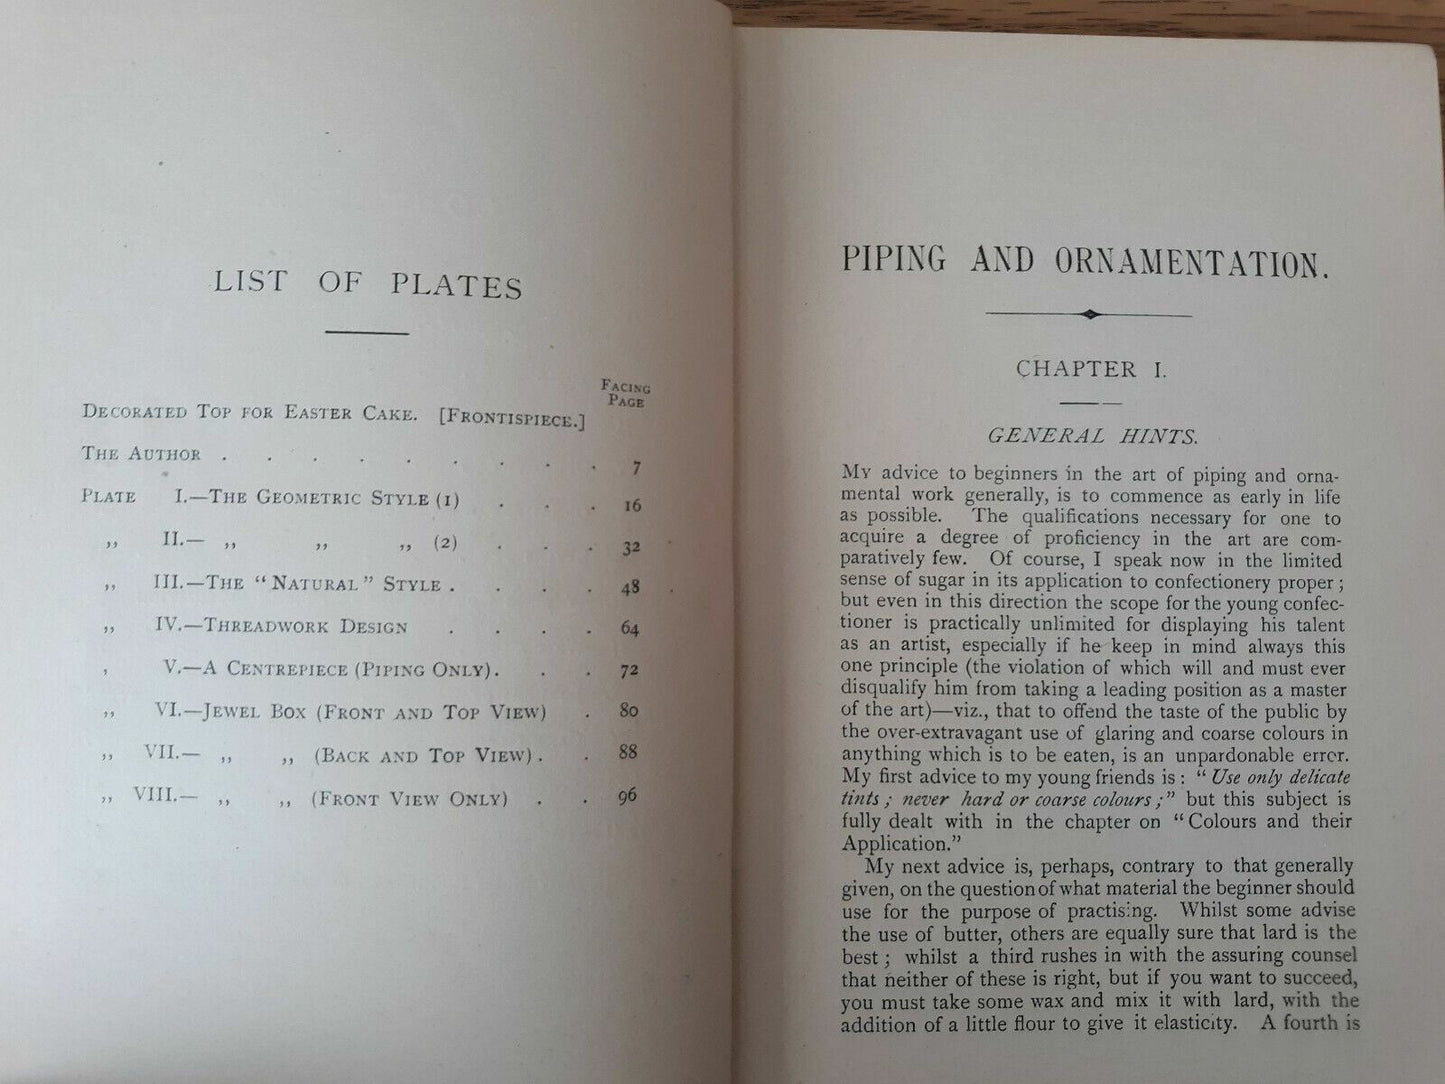 LIST OF PLATES
FACING
PAGE
DECORATED TOP FOR EASTER CAKE. [FRONTISPIECE.]
THE AUTHOR . . . . . . . . . 7
PLATE I.—THE GEOMETRIC STYLE (1) . . . 16
,, II.— ,, ,, ,, (2) . . . 32
,, III.—THE "NATURAL" STYLE . . . . 48
,, IV.—THREADWORK DESIGN . . . . 64
, V.—A CENTREPIECE (PIPING ONLY). . . 72
,, VI.—JEWEL BOX (FRONT AND TOP VIEW) . 80
,, VII.— ,, ,, (BACK AND TOP VIEW) . . 88
,, VIII.— ,, ,, (FRONT VIEW ONLY) . . 96
PIPING AND ORNAMENTATION.
CHAPTER I.
GENERAL HINTS.
MY advice to beginners in the art of piping and orna-
mental work generally, is to commence as early in life
as possible. The qualifications necessary for one to
acquire a degree of proficiency in the art are com-
paratively few. Of course, I speak now in the limited
sense of sugar in its application to confectionery proper ;
but even in this direction the scope for the young confec-
tioner is practically unlimited for displaying his talent
as an artist, especially if he keep in mind always this
one principle (the violation of which will and must ever
disqualify him from taking a leading position as a master
of the art)—viz., that to offend the taste of the public by
the over-extravagant use of glaring and coarse colours in
anything which is to be eaten, is an unpardonable error.
My first advice to my young friends is : "Use only delicate
tints ; never hard or coarse colours ;" but this subject is
fully dealt with in the chapter on "Colours and their
Application."
My next advice is, perhaps, contrary to that generally
given, on the question of what material the beginner should
use for the purpose of practising. Whilst some advise
the use of butter, others are equally sure that lard is the
best ; whilst a third rushes in with the assuring counsel
that neither of these is right, but if you want to succeed,
you must take some wax and mix it with lard, with the
addition of a little flour to give it elasticity. A fourth is